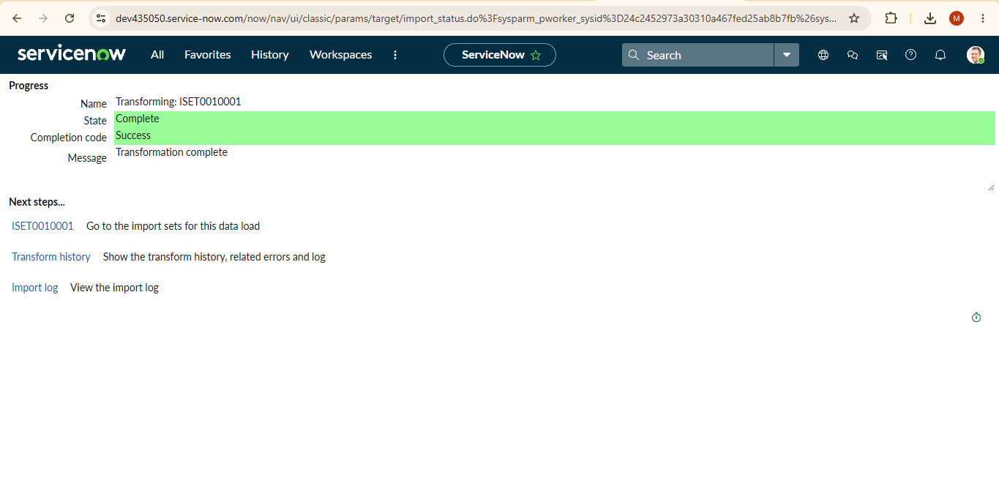 dev435050.service-now.com/now/nav/ui/classic/params/target/import_status.do%3Fsysparm_pworker_sysid%3D24c2452973a30310a467fed25ab8b7fb%26sys...
M
servicenow All Favorites History Workspaces ServiceNow Search
Progress
Name Transforming: ISET0010001
State Complete
Completion code Success
Message Transformation complete
Next steps...
ISET0010001 Go to the import sets for this data load
Transform history Show the transform history, related errors and log
Import log View the import log